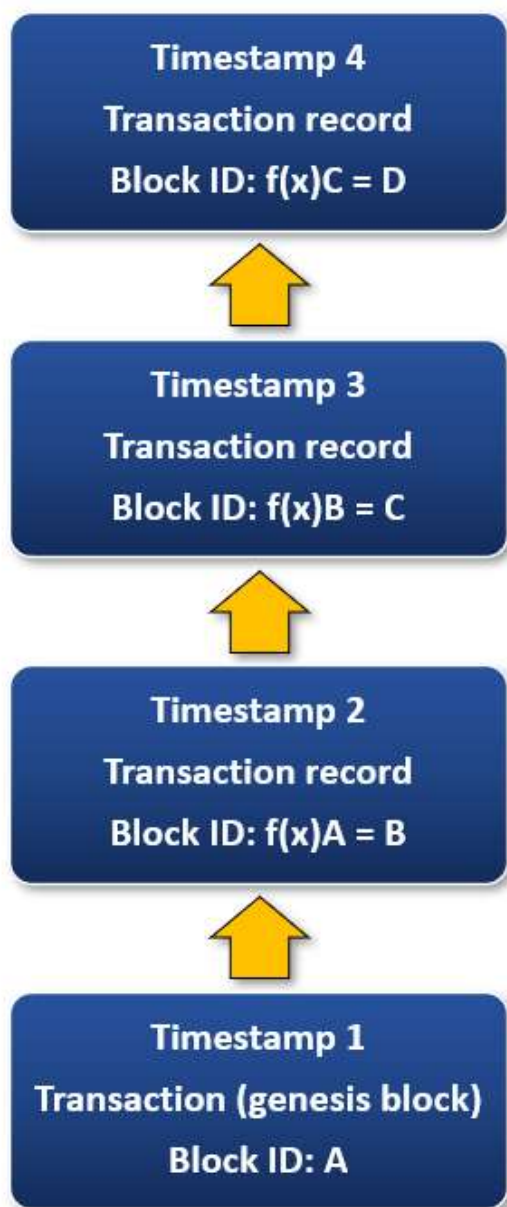 Timestamp 4
Transaction record
Block ID: f(x)C = D
Timestamp 3
Transaction record
Block ID: f(x)B = C
Timestamp 2
Transaction record
Block ID: f(x)A = B
Timestamp 1
Transaction (genesis block)
Block ID: A